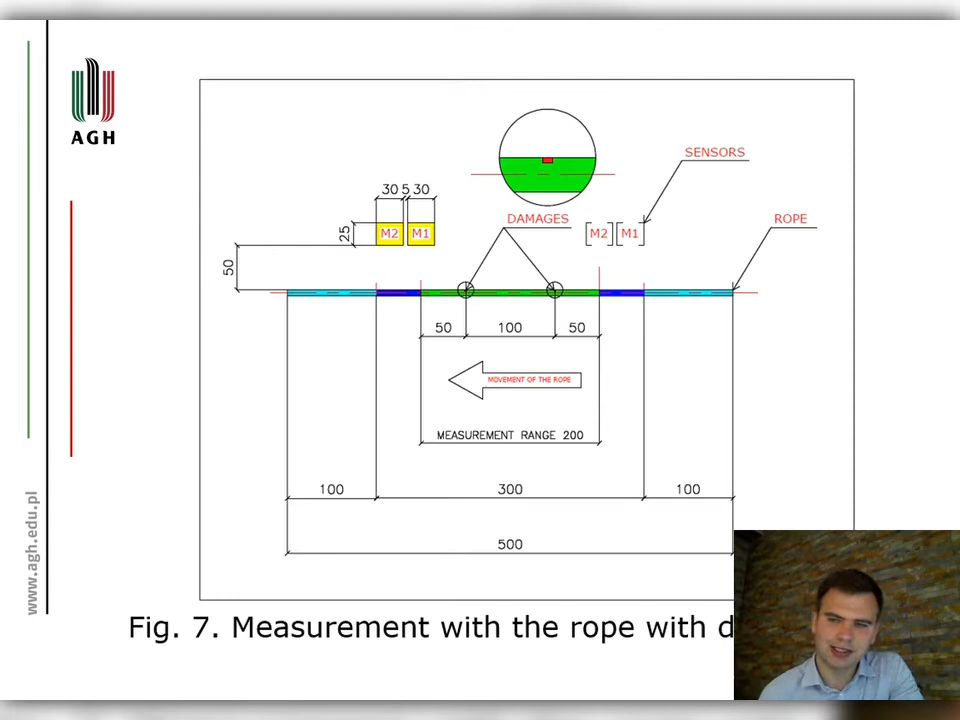 AGH
www.agh.edu.pl
SENSORS
30 5 30
DAMAGES
ROPE
25
M2 M1
M2 M1
50
50 100 50
MOVEMENT OF THE ROPE
MEASUREMENT RANGE 200
100 300 100
500
Fig. 7. Measurement with the rope with